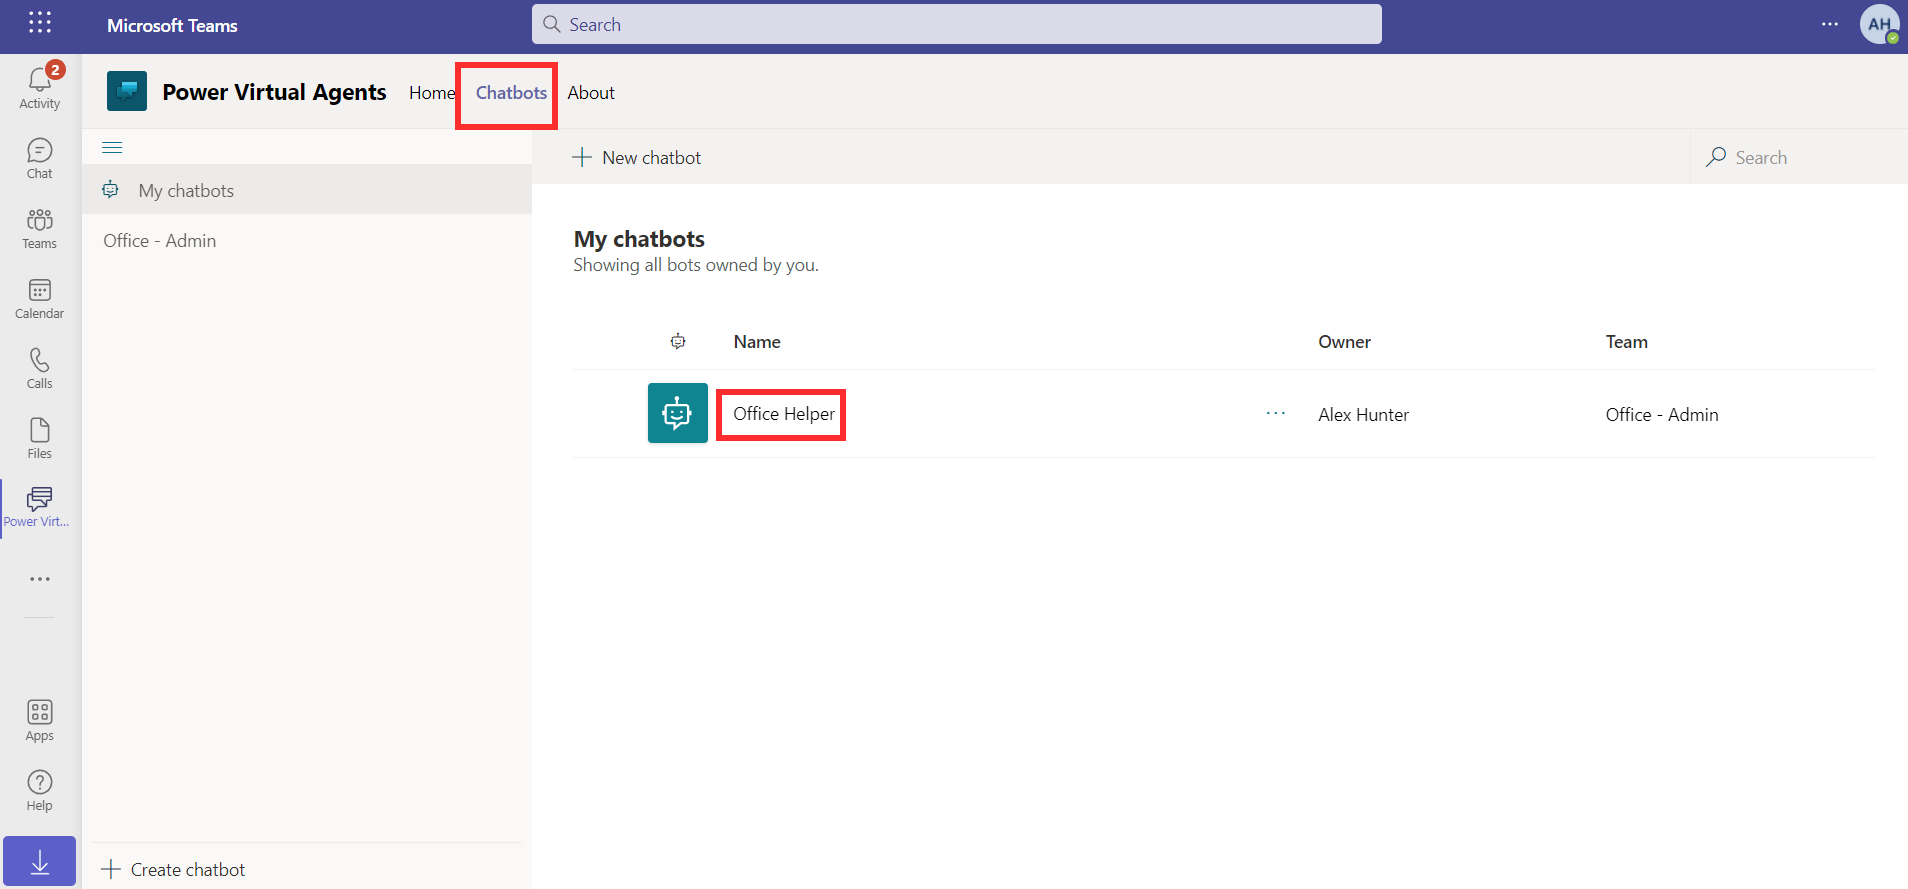 Microsoft Teams
Search
AH
2
Activity
Chat
Teams
Calendar
Calls
Files
Power Virt...
Apps
Help
Power Virtual Agents
Home
Chatbots
About
My chatbots
Office - Admin
Create chatbot
New chatbot
Search
My chatbots
Showing all bots owned by you.
Name Owner Team
Office Helper Alex Hunter Office - Admin